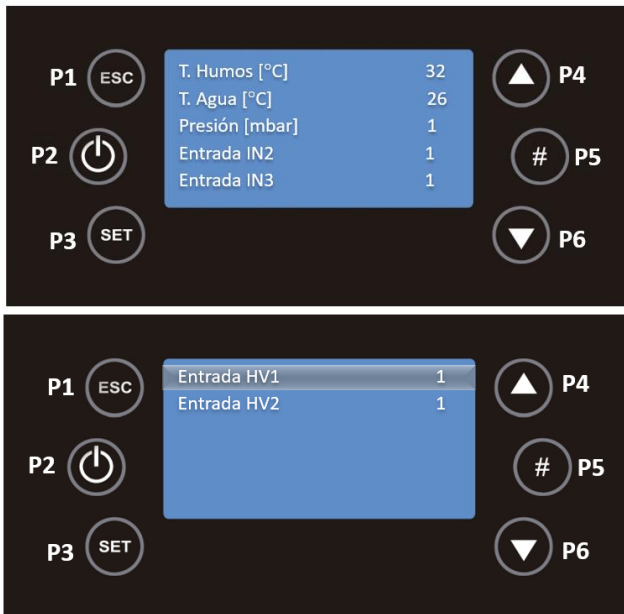 P1 ESC T. Humos [°C] 32 P4
T. Agua [°C] 26
Presión [mbar] 1
P2 Entrada IN2 1 # P5
Entrada IN3 1
P3 SET P6
P1 ESC Entrada HV1 1 P4
Entrada HV2 1
P2 # P5
P3 SET P6